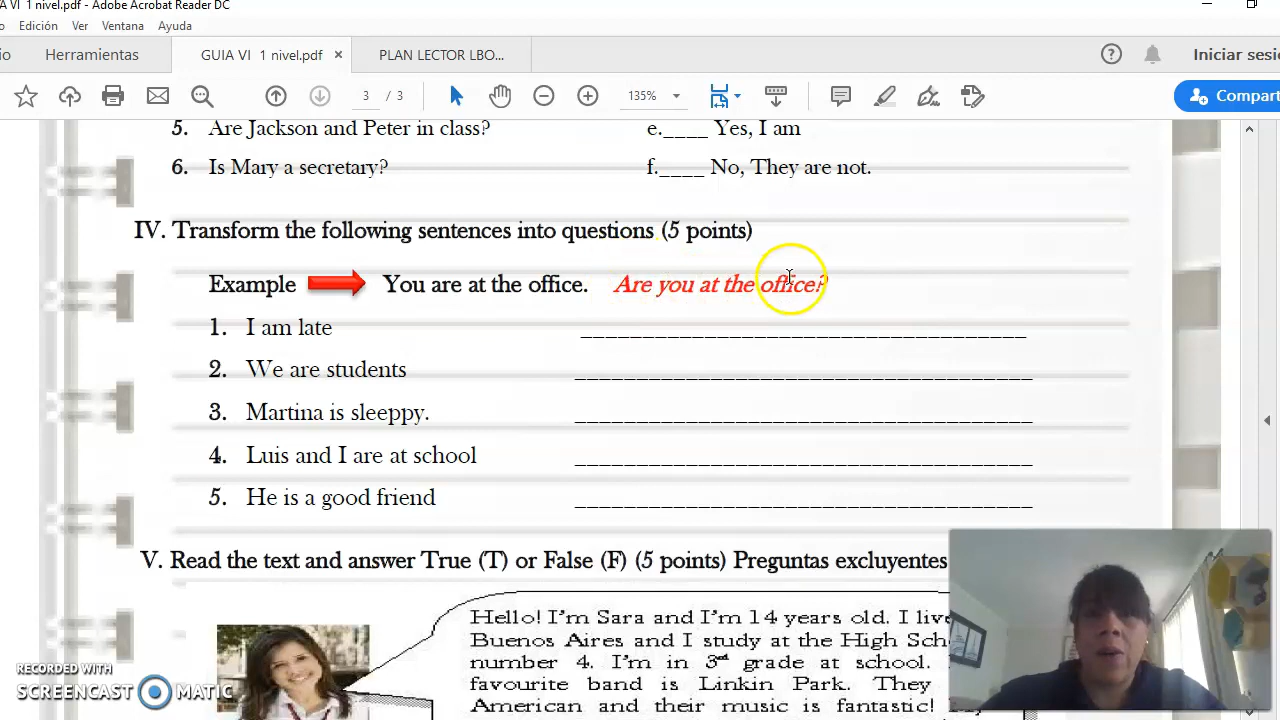 A VI 1 nivel.pdf - Adobe Acrobat Reader DC
Edición Ver Ventana Ayuda
Herramientas GUIA VI 1 nivel.pdf × PLAN LECTOR LBO... Iniciar sesi
3 / 3 135% Compart
5. Are Jackson and Peter in class? e.____ Yes, I am
6. Is Mary a secretary? f.____ No, They are not.
IV. Transform the following sentences into questions (5 points)
Example You are at the office. Are you at the office?
1. I am late ____________________________________
2. We are students _____________________________________
3. Martina is sleeppy. _____________________________________
4. Luis and I are at school _____________________________________
5. He is a good friend _____________________________________
V. Read the text and answer True (T) or False (F) (5 points) Preguntas excluyentes
Hello! I'm Sara and I'm 14 years old. I live
Buenos Aires and I study at the High Sch
number 4. I'm in 3rd grade at school.
favourite band is Linkin Park. They
American and their music is fantastic!
RECORDED WITH
SCREENCAST MATIC